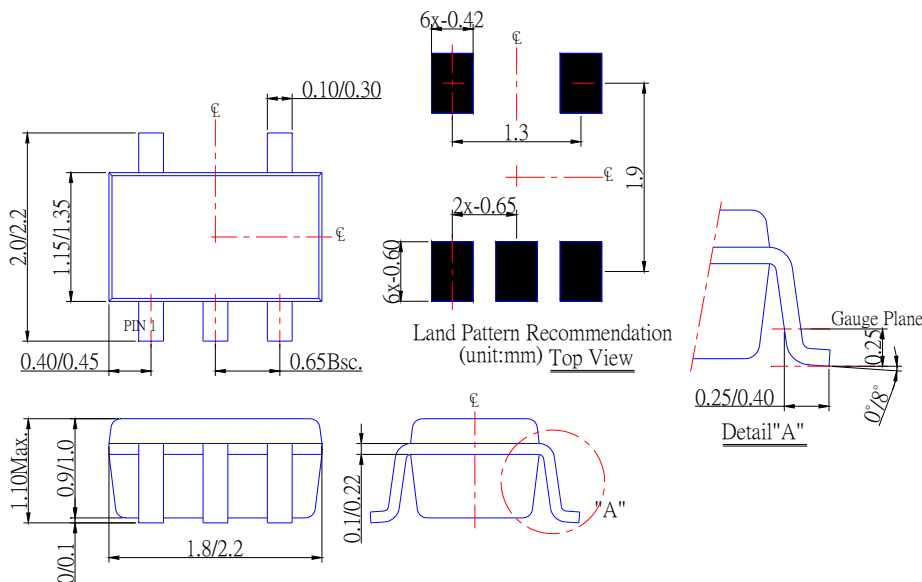 6x-0.42
℄
0.10/0.30
℄
1.3
2.0/2.2
1.15/1.35
℄
℄
1.9
2x-0.65
6x-0.60
PIN 1
Land Pattern Recommendation
(unit:mm) Top View
Gauge Plane
0.25
0.40/0.45
0.65Bsc.
0.25/0.40
0°/8°
Detail"A"
℄
1.10Max.
0.9/1.0
0.1/0.22
"A"
1.8/2.2
0/0.1